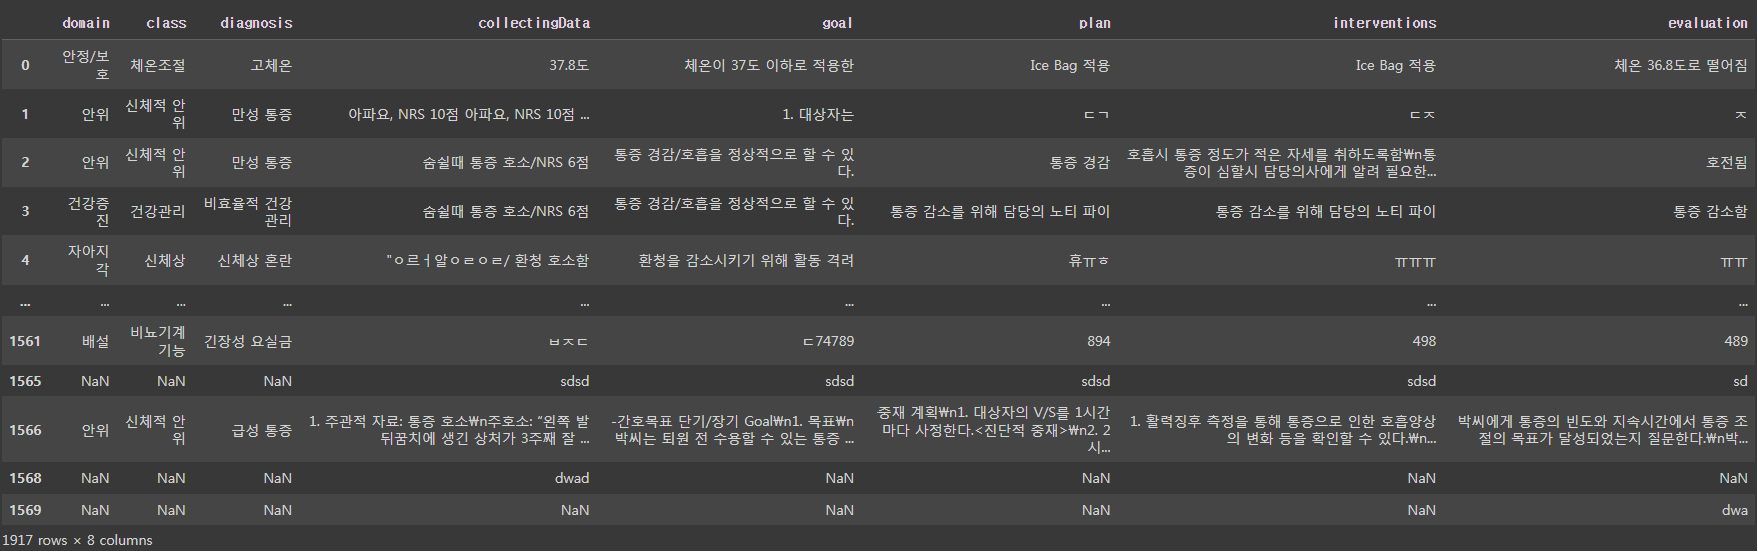 domain class diagnosis collectingData goal plan interventions evaluation
0 안정/보호 체온조절 고체온 37.8도 체온이 37도 이하로 적용한 Ice Bag 적용 Ice Bag 적용 체온 36.8도로 떨어짐
1 안위 신체적 안위 만성 통증 아파요, NRS 10점 아파요, NRS 10점 ... 1. 대상자는 ㄷㄱ ㄷㅈ ㅈ
2 안위 신체적 안위 만성 통증 숨쉴때 통증 호소/NRS 6점 통증 경감/호흡을 정상적으로 할 수 있다. 통증 경감 호흡시 통증 정도가 적은 자세를 취하도록함₩n통증이 심할시 담당의사에게 알려 필요한... 호전됨
3 건강증진 건강관리 비효율적 건강관리 숨쉴때 통증 호소/NRS 6점 통증 경감/호흡을 정상적으로 할 수 있다. 통증 감소를 위해 담당의 노티 파이 통증 감소를 위해 담당의 노티 파이 통증 감소함
4 자아지각 신체상 신체상 혼란 "ㅇ르ㅓ알ㅇㄹㅇㄹ/ 환청 호소함 환청을 감소시키기 위해 활동 격려 휴ㅠㅎ ㅠㅠㅠ ㅠㅠ
... ... ... ... ... ... ... ... ...
1561 배설 비뇨기계 기능 긴장성 요실금 ㅂㅈㄷ ㄷ74789 894 498 489
1565 NaN NaN NaN sdsd sdsd sdsd sdsd sd
1566 안위 신체적 안위 급성 통증 1. 주관적 자료: 통증 호소₩n주호소: “왼쪽 발뒤꿈치에 생긴 상처가 3주째 잘 ... -간호목표 단기/장기 Goal₩n1. 목표₩n박씨는 퇴원 전 수용할 수 있는 통증 ... 중재 계획₩n1. 대상자의 V/S를 1시간마다 사정한다.<진단적 중재>₩n2. 2시... 1. 활력징후 측정을 통해 통증으로 인한 호흡양상의 변화 등을 확인할 수 있다.₩n... 박씨에게 통증의 빈도와 지속시간에서 통증 조절의 목표가 달성되었는지 질문한다.₩n박...
1568 NaN NaN NaN dwad NaN NaN NaN NaN
1569 NaN NaN NaN NaN NaN NaN NaN dwa
1917 rows × 8 columns